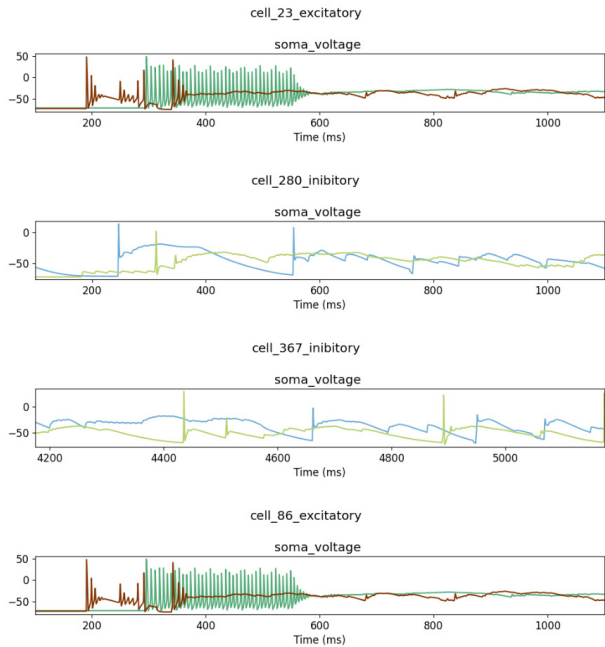 cell_23_excitatory
soma_voltage
50
0
−50
200 400 600 800 1000
Time (ms)
cell_280_inibitory
soma_voltage
0
−50
200 400 600 800 1000
Time (ms)
cell_367_inibitory
soma_voltage
0
−50
4200 4400 4600 4800 5000
Time (ms)
cell_86_excitatory
soma_voltage
50
0
−50
200 400 600 800 1000
Time (ms)